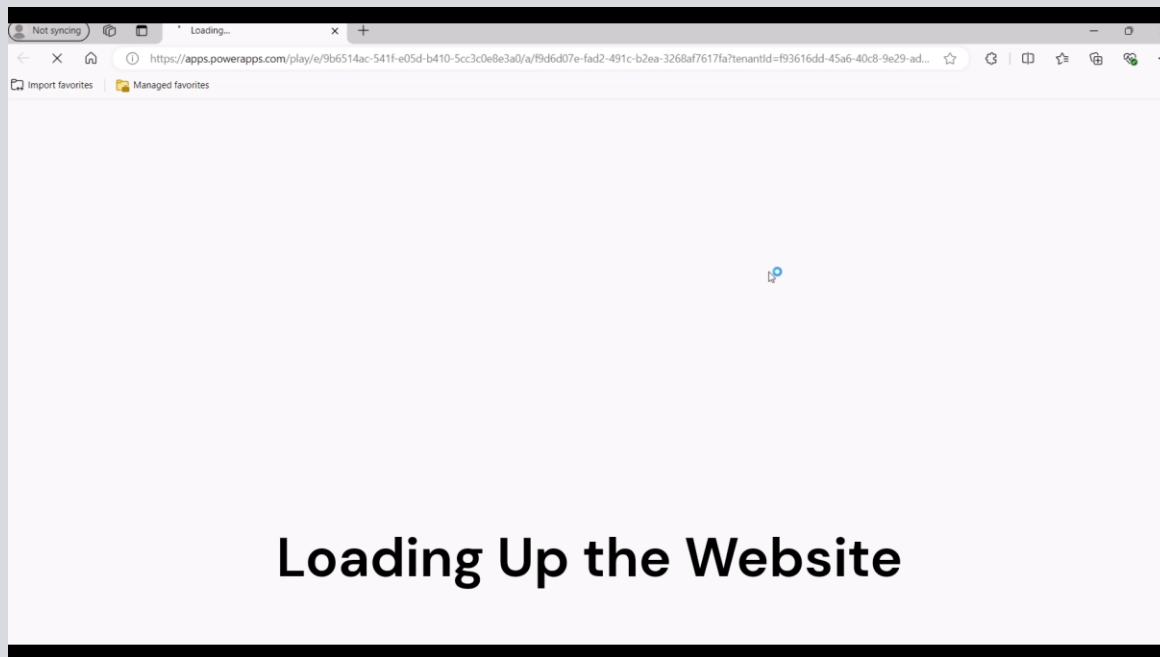 Not syncing
Loading...
https://apps.powerapps.com/play/e/9b6514ac-541f-e05d-b410-5cc3c0e8e3a0/a/f9d6d07e-fad2-491c-b2ea-3268af7617fa?tenantId=f93616dd-45a6-40c8-9e29-ad...
Import favorites
Managed favorites
Loading Up the Website